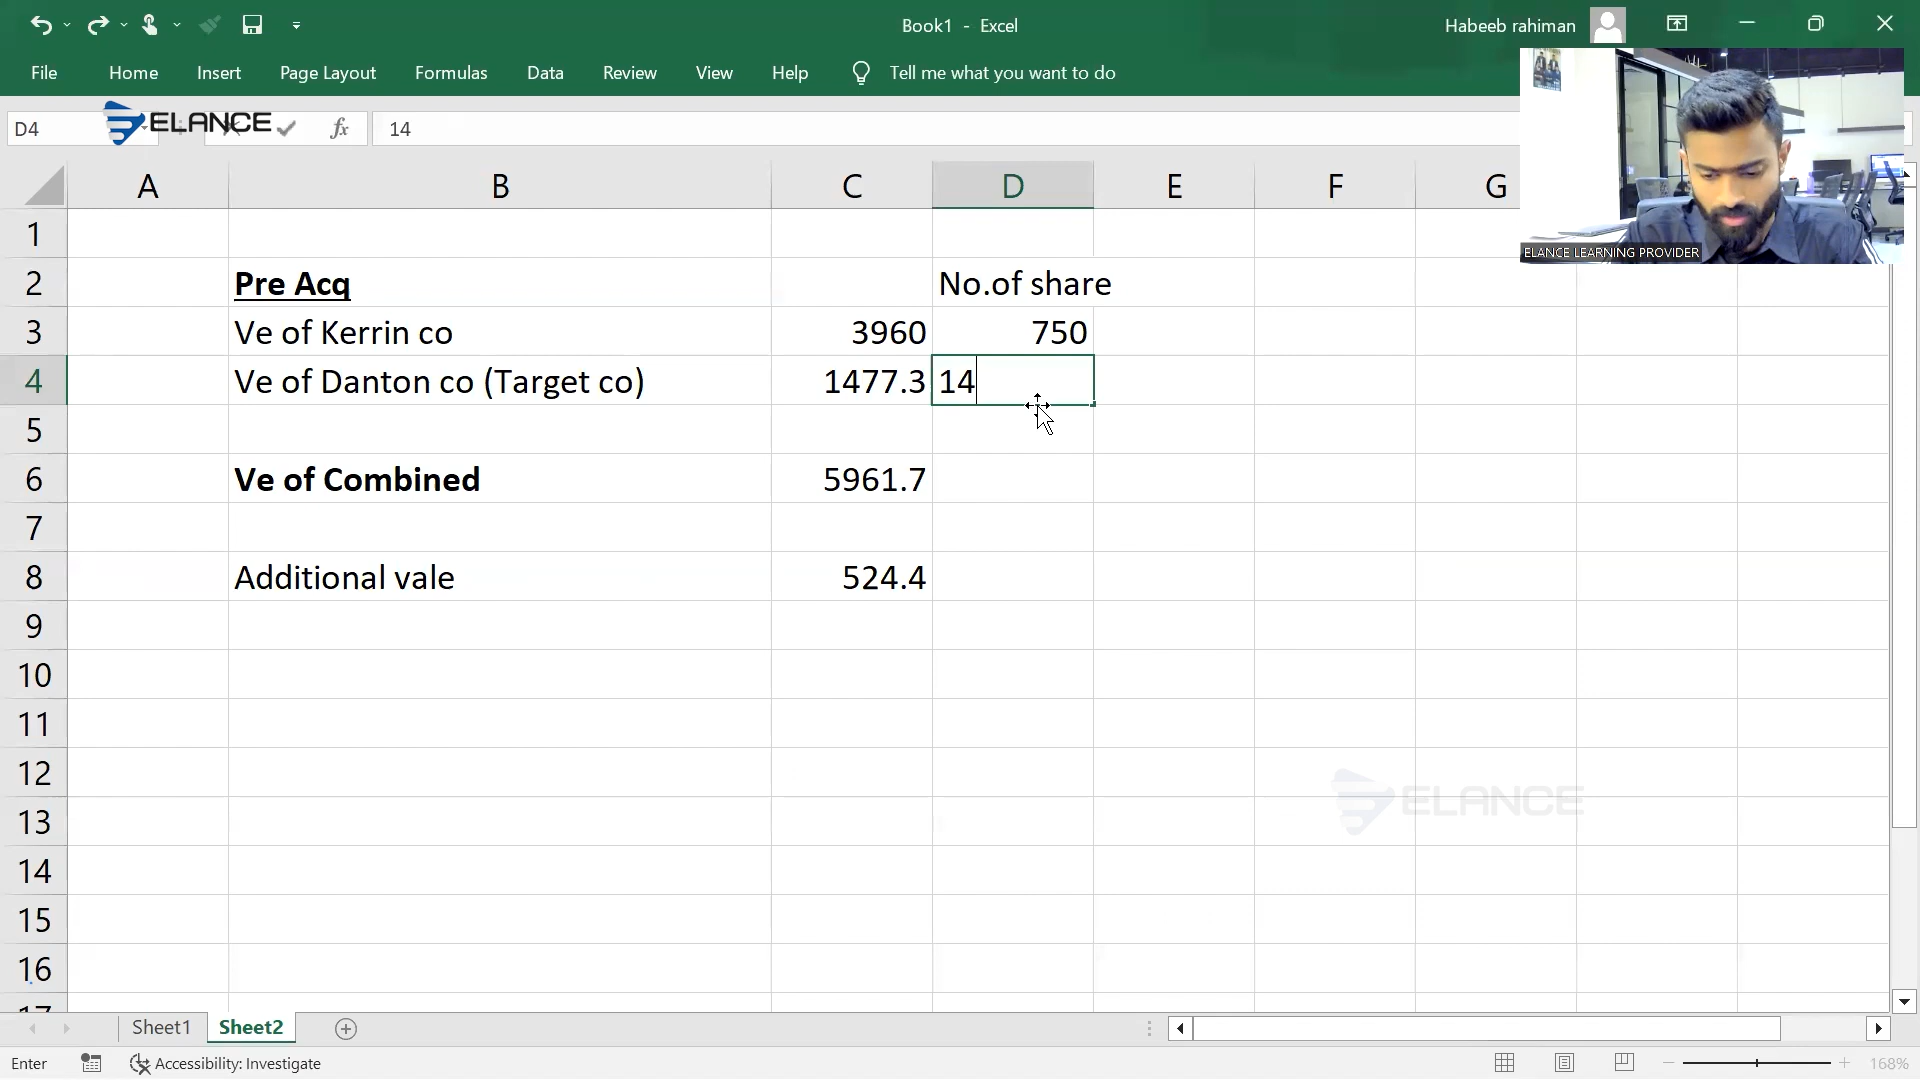 Book1 - Excel
Habeeb rahiman
File Home Insert Page Layout Formulas Data Review View Help Tell me what you want to do
D4 ELANCE fx 14
A B C D E F G
1
2 Pre Acq No.of share
3 Ve of Kerrin co 3960 750
4 Ve of Danton co (Target co) 1477.3 14
5
6 Ve of Combined 5961.7
7
8 Additional vale 524.4
9
10
11
12
13
14
15
16
17
ELANCE LEARNING PROVIDER
ELANCE
Sheet1 Sheet2
Enter Accessibility: Investigate 168%